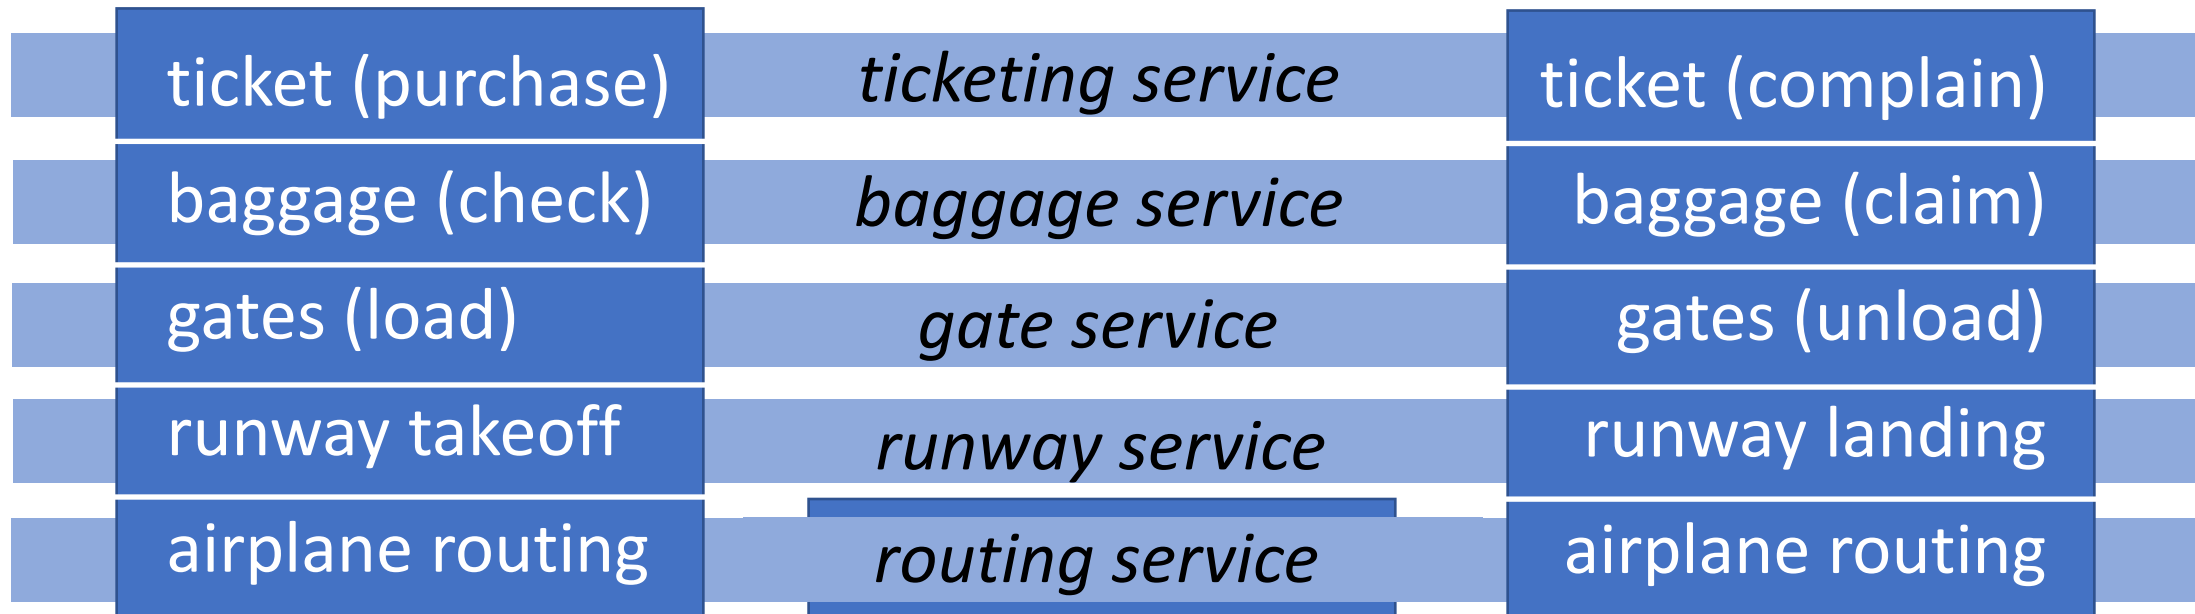 ticket (purchase) ticketing service ticket (complain)
baggage (check) baggage service baggage (claim)
gates (load) gate service gates (unload)
runway takeoff runway service runway landing
airplane routing routing service airplane routing